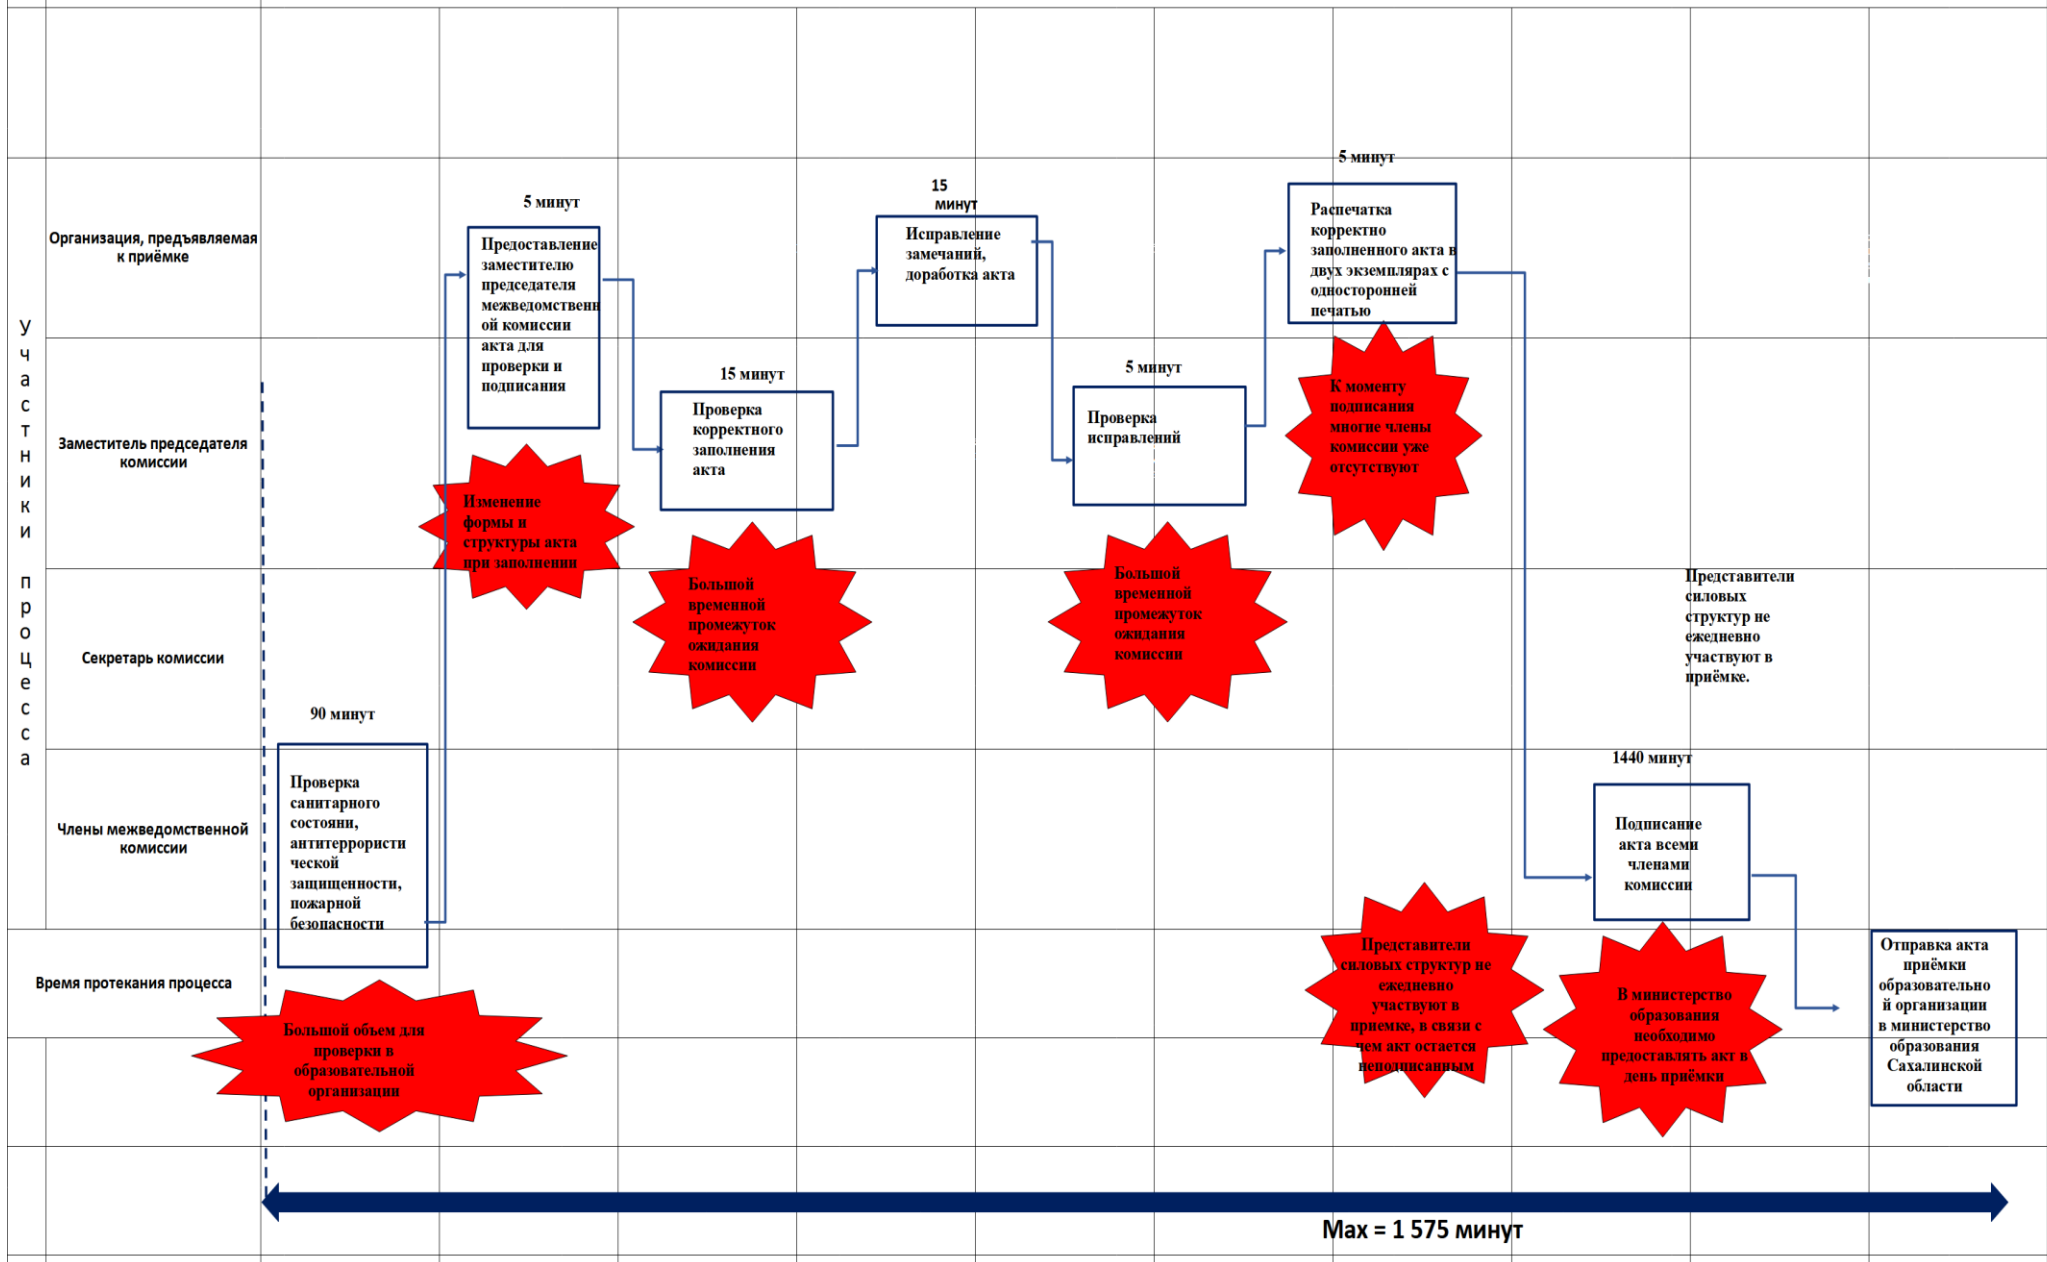 Участники процесса
Организация, предъявляемая
к приёмке
Заместитель председателя
комиссии
Секретарь комиссии
Члены межведомственной
комиссии
Время протекания процесса
90 минут
Проверка
санитарного
состояни,
антитеррористи
ческой
защищенности,
пожарной
безопасности
Большой объем для
проверки в
образовательной
организации
5 минут
Предоставление
заместителю
председателя
межведомственн
ой комиссии
акта для
проверки и
подписания
Изменение
формы и
структуры акта
при заполнении
15 минут
Проверка
корректного
заполнения
акта
Большой
временной
промежуток
ожидания
комиссии
15
минут
Исправление
замечаний,
доработка акта
5 минут
Проверка
исправлений
Большой
временной
промежуток
ожидания
комиссии
5 минут
Распечатка
корректно
заполненного акта в
двух экземплярах с
односторонней
печатью
К моменту
подписания
многие члены
комиссии уже
отсутствуют
Представители
силовых
структур не
ежедневно
участвуют в
приёмке.
1440 минут
Подписание
акта всеми
членами
комиссии
Представители
силовых структур не
ежедневно
участвуют в
приемке, в связи с
чем акт остается
неподписанным
В министерство
образования
необходимо
предоставлять акт в
день приёмки
Отправка акта
приёмки
образовательно
й организации
в министерство
образования
Сахалинской
области
Max = 1 575 минут